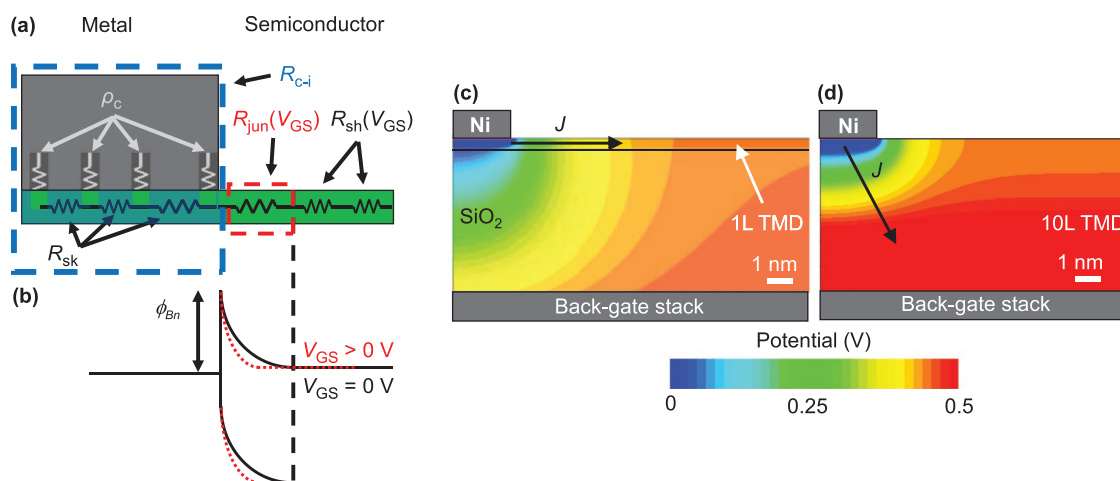 (a)
Metal
Semiconductor
R_c-i
ρ_c
R_jun(V_GS)
R_sh(V_GS)
R_sk
(b)
ϕ_Bn
V_GS > 0 V
V_GS = 0 V
(c)
Ni
J
SiO₂
1L TMD
1 nm
Back-gate stack
(d)
Ni
J
10L TMD
1 nm
Back-gate stack
Potential (V)
0
0.25
0.5